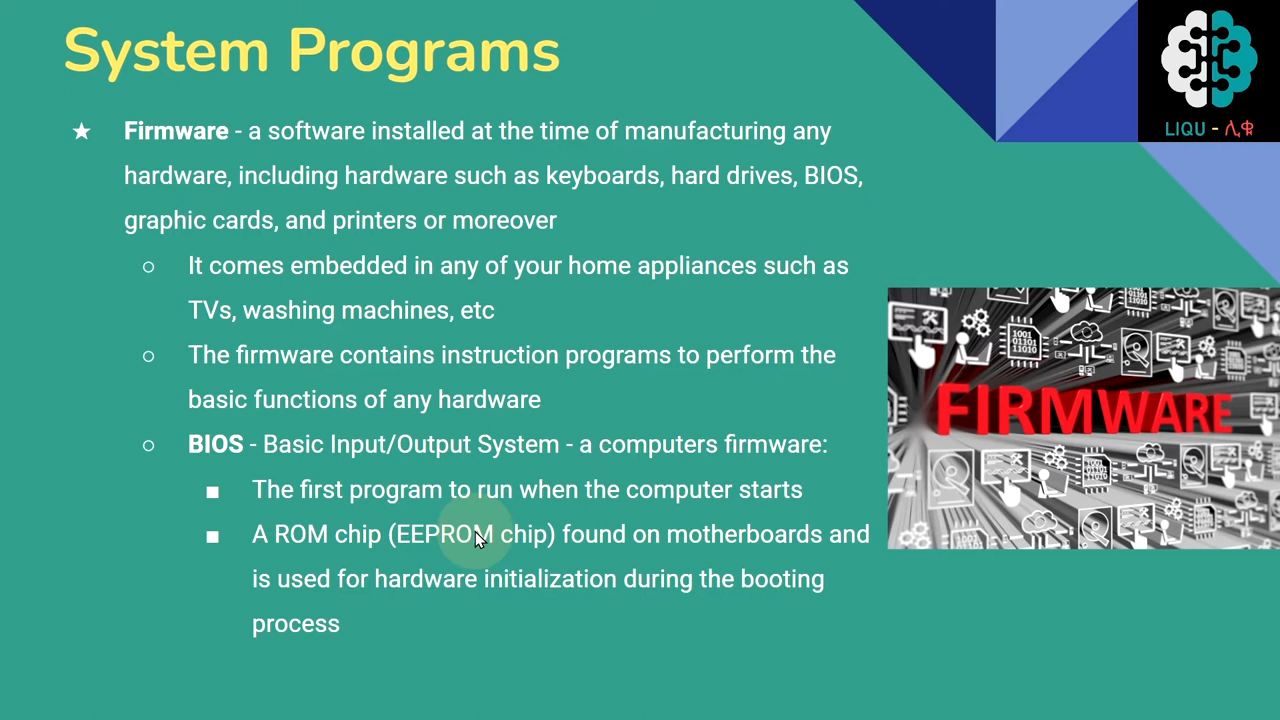 System Programs
LIQU - ሊቁ
★ Firmware - a software installed at the time of manufacturing any
hardware, including hardware such as keyboards, hard drives, BIOS,
graphic cards, and printers or moreover
○ It comes embedded in any of your home appliances such as
TVs, washing machines, etc
○ The firmware contains instruction programs to perform the
basic functions of any hardware
○ BIOS - Basic Input/Output System - a computers firmware:
■ The first program to run when the computer starts
■ A ROM chip (EEPROM chip) found on motherboards and
is used for hardware initialization during the booting
process
FIRMWARE
1001
01101
11011